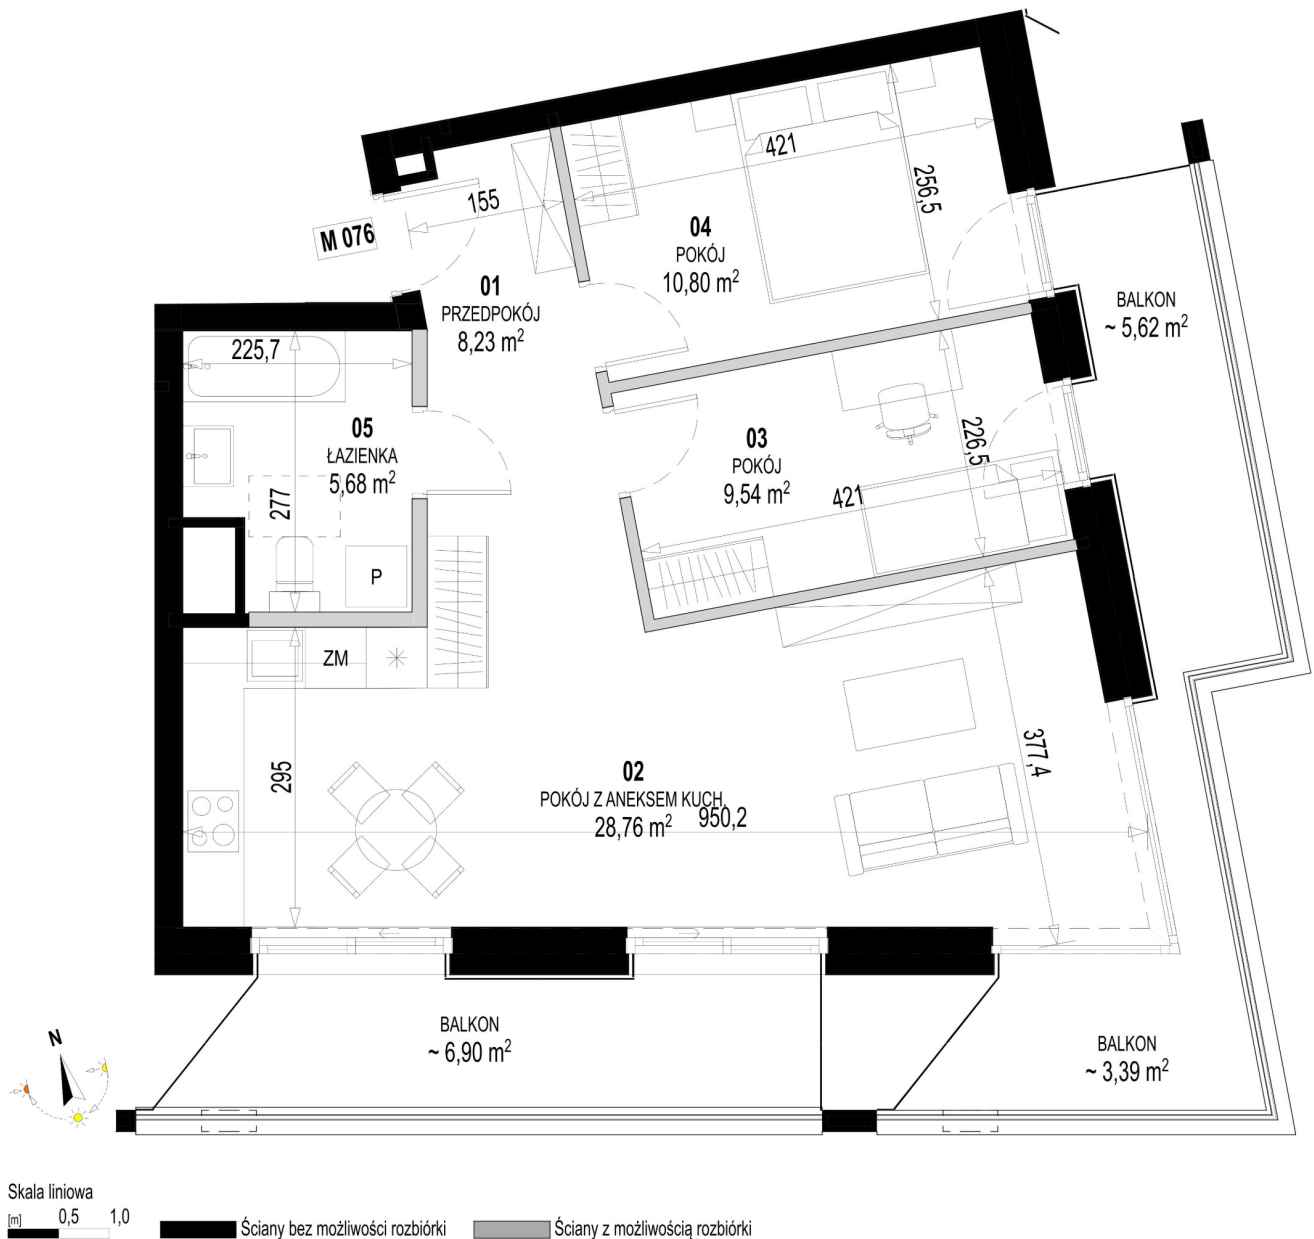 421
256,5
155
M 076
04
POKÓJ
10,80 m²
01
PRZEDPOKÓJ
8,23 m²
BALKON
~ 5,62 m²
225,7
05
ŁAZIENKA
5,68 m²
277
P
03
POKÓJ
9,54 m²
226,5
421
ZM
295
02
POKÓJ Z ANEKSEM KUCH.
28,76 m²
950,2
377,4
BALKON
~ 6,90 m²
BALKON
~ 3,39 m²
N
Skala liniowa
[m] 0,5 1,0
Ściany bez możliwości rozbiórki
Ściany z możliwością rozbiórki